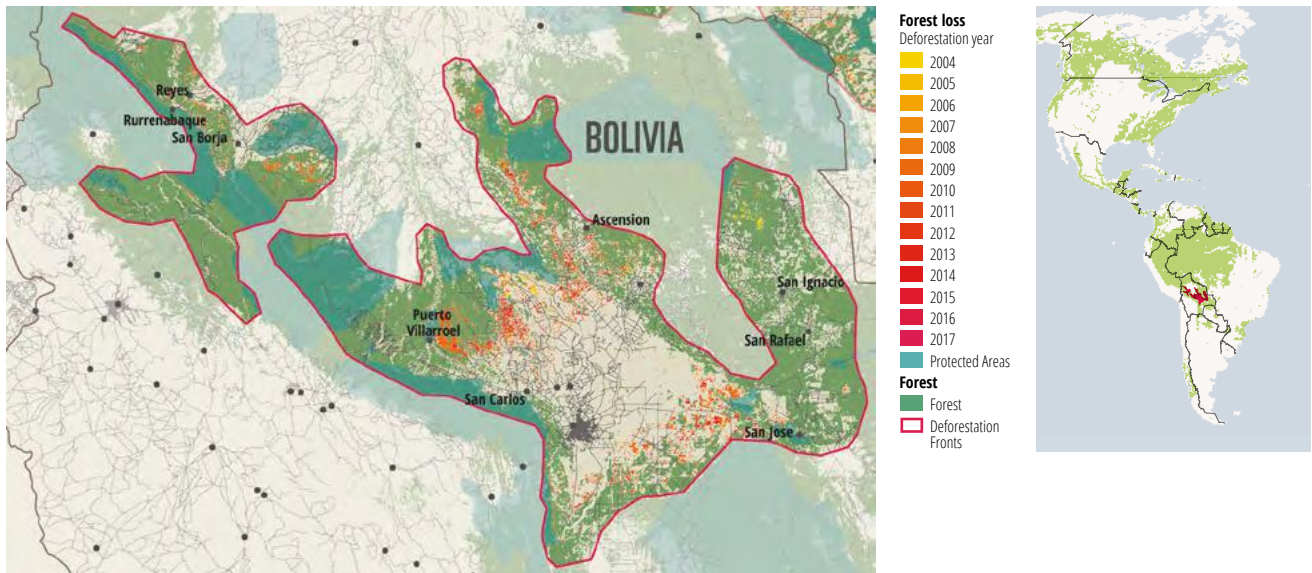 Reyes
Rurrenabaque
San Borja
BOLIVIA
Ascension
San Ignacio
Puerto
Villarroel
San Rafael
San Carlos
San Jose
Forest loss
Deforestation year
2004
2005
2006
2007
2008
2009
2010
2011
2012
2013
2014
2015
2016
2017
Protected Areas
Forest
Forest
Deforestation
Fronts